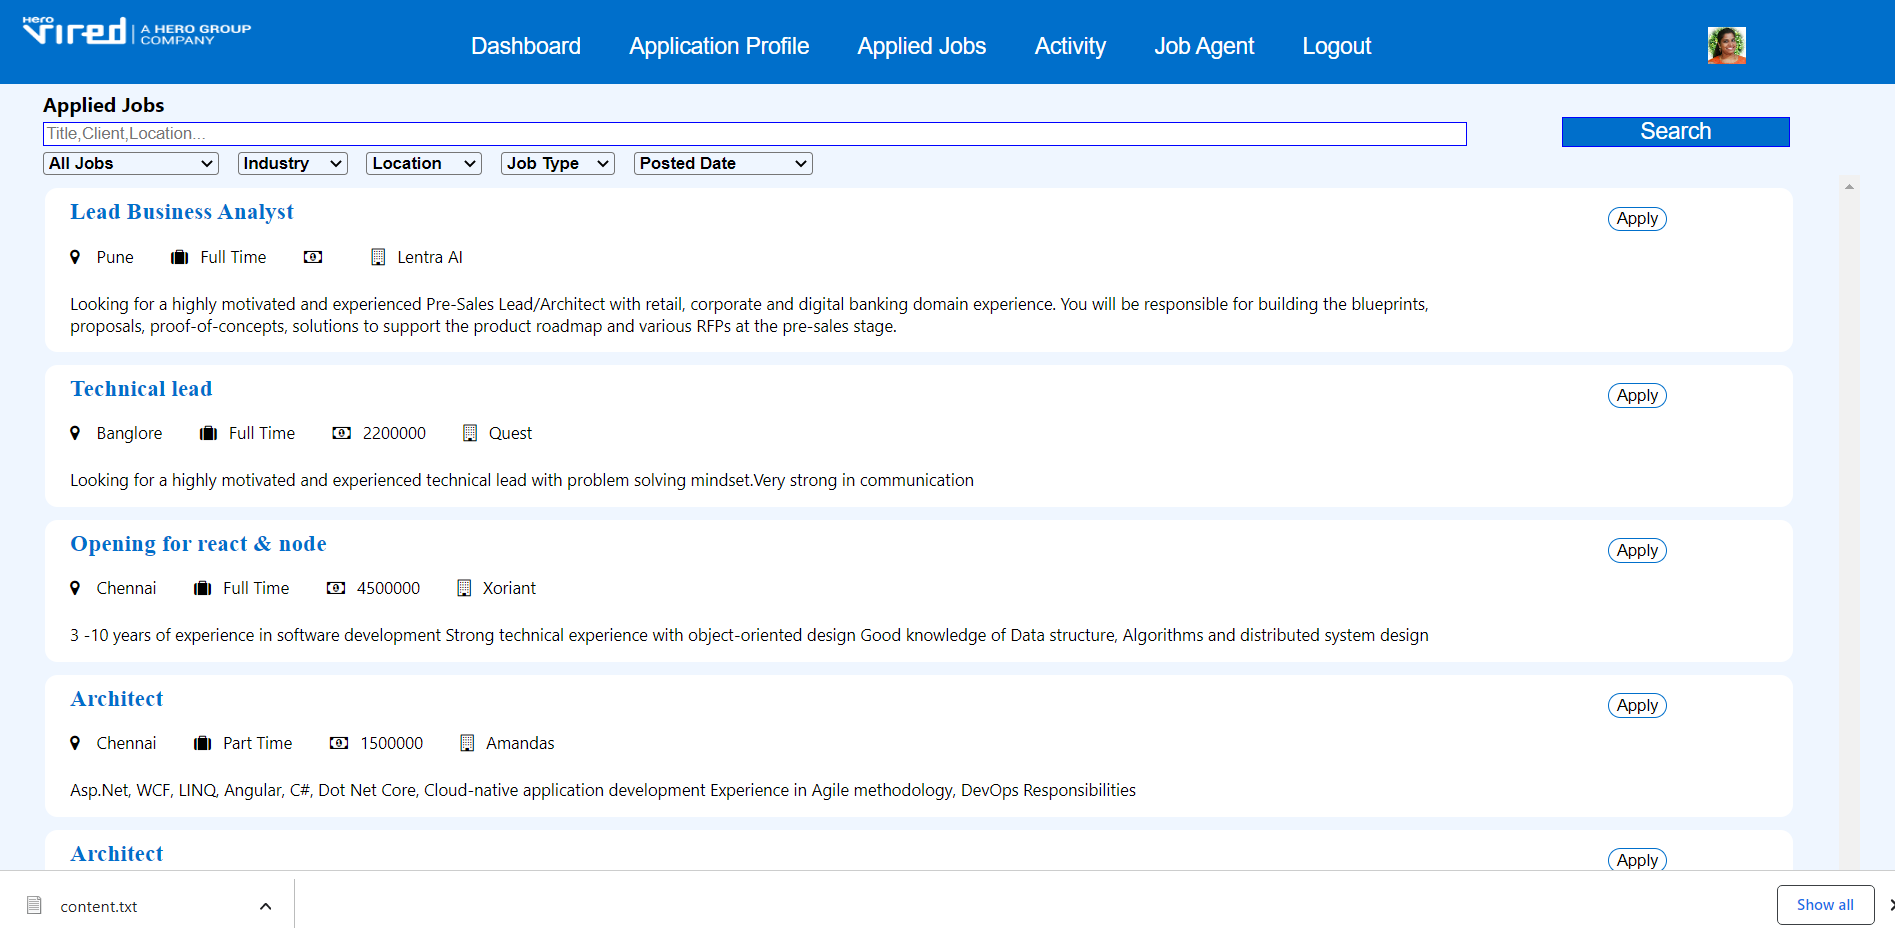 Hero
vired A HERO GROUP
COMPANY
Dashboard Application Profile Applied Jobs Activity Job Agent Logout
Applied Jobs
Title,Client,Location...
Search
All Jobs Industry Location Job Type Posted Date
Lead Business Analyst
Apply
Pune Full Time Lentra AI
Looking for a highly motivated and experienced Pre-Sales Lead/Architect with retail, corporate and digital banking domain experience. You will be responsible for building the blueprints,
proposals, proof-of-concepts, solutions to support the product roadmap and various RFPs at the pre-sales stage.
Technical lead
Apply
Banglore Full Time 2200000 Quest
Looking for a highly motivated and experienced technical lead with problem solving mindset.Very strong in communication
Opening for react & node
Apply
Chennai Full Time 4500000 Xoriant
3 -10 years of experience in software development Strong technical experience with object-oriented design Good knowledge of Data structure, Algorithms and distributed system design
Architect
Apply
Chennai Part Time 1500000 Amandas
Asp.Net, WCF, LINQ, Angular, C#, Dot Net Core, Cloud-native application development Experience in Agile methodology, DevOps Responsibilities
Architect
Apply
content.txt
Show all